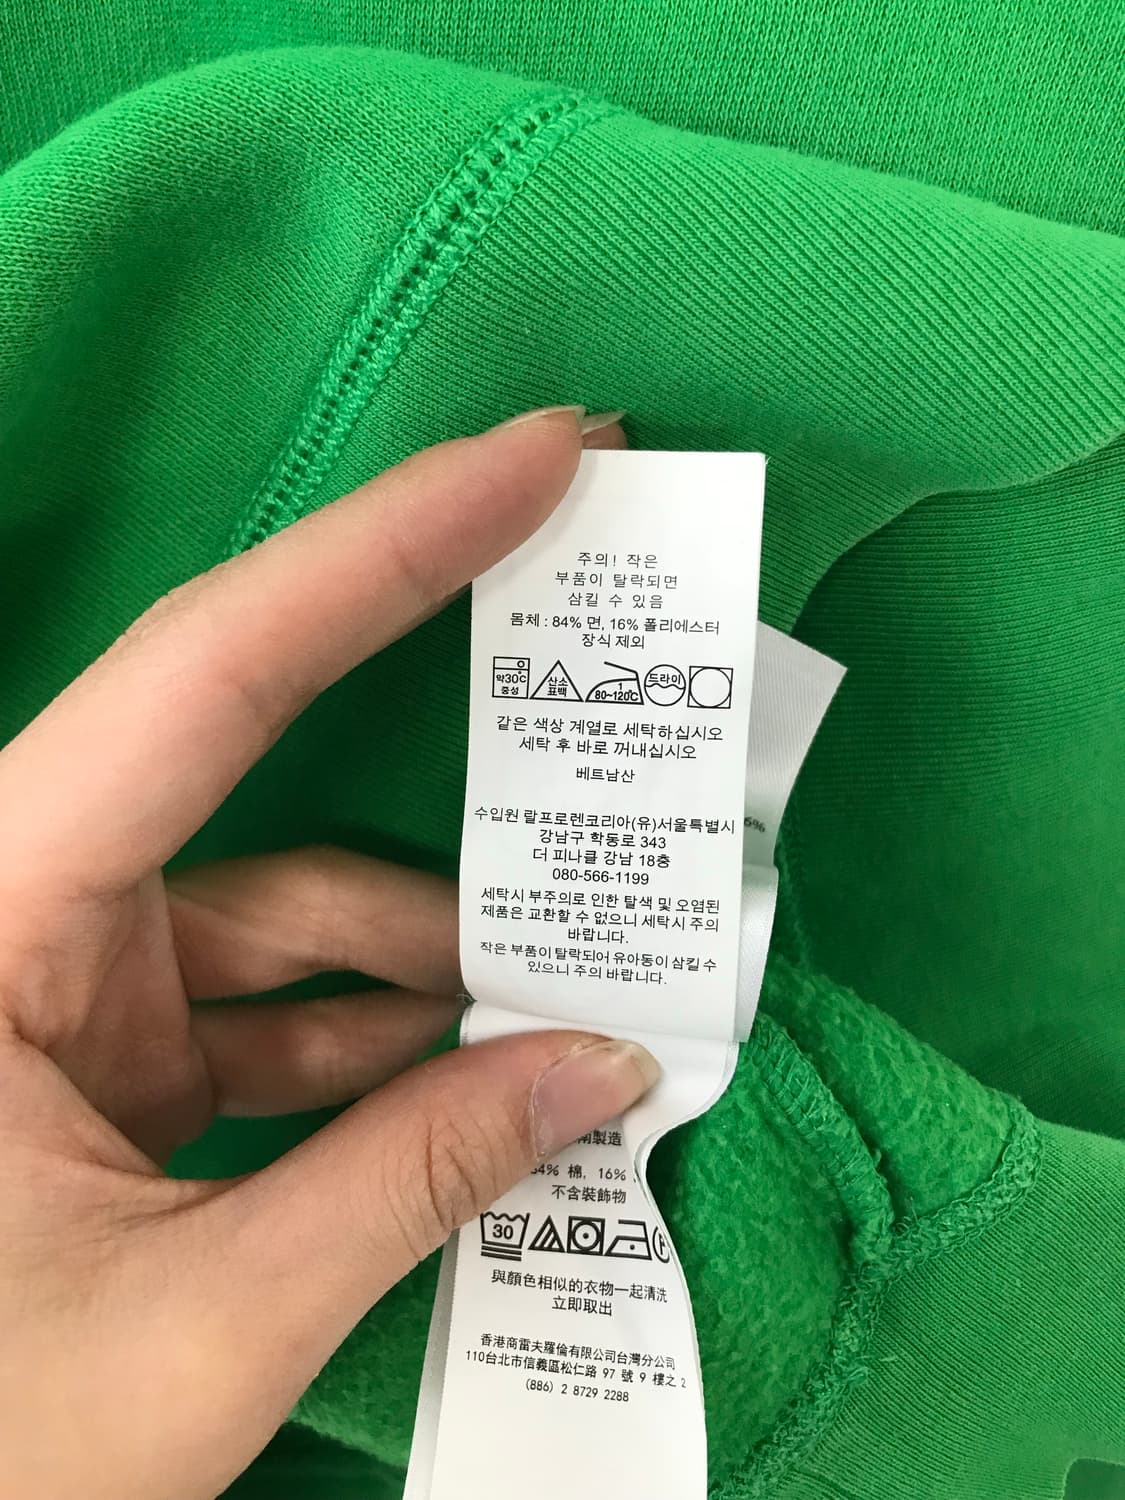 주의! 작은
부품이 탈락되면
삼킬 수 있음
몸체 : 84% 면, 16% 폴리에스터
장식 제외
약30℃
중성
산소
표백
1
80~120℃
드라이
같은 색상 계열로 세탁하십시오
세탁 후 바로 꺼내십시오
베트남산
수입원 랄프로렌코리아(유)서울특별시
강남구 학동로 343
더 피나클 강남 18층
080-566-1199
세탁시 부주의로 인한 탈색 및 오염된
제품은 교환할 수 없으니 세탁시 주의
바랍니다.
작은 부품이 탈락되어 유아동이 삼킬 수
있으니 주의 바랍니다.
南製造
84% 棉, 16%
不含裝飾物
30
P
與顏色相似的衣物一起清洗
立即取出
香港商雷夫羅倫有限公司台灣分公司
110台北市信義區松仁路 97 號 9 樓之 2
(886) 2 8729 2288